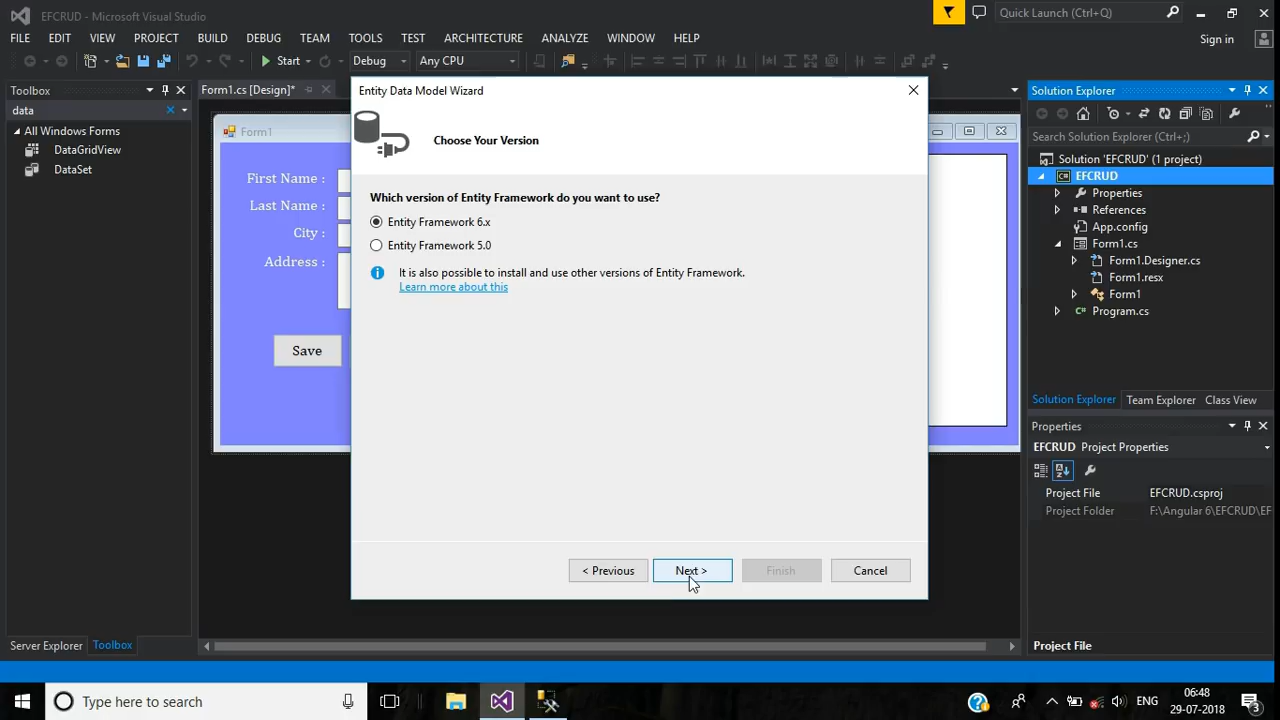 EFCRUD - Microsoft Visual Studio
Quick Launch (Ctrl+Q)
FILE EDIT VIEW PROJECT BUILD DEBUG TEAM TOOLS TEST ARCHITECTURE ANALYZE WINDOW HELP
Sign in
Start Debug Any CPU
Toolbox
data
All Windows Forms
DataGridView
DataSet
Server Explorer Toolbox
Form1.cs [Design]*
Form1
First Name :
Last Name :
City :
Address :
Save
Entity Data Model Wizard
Choose Your Version
Which version of Entity Framework do you want to use?
Entity Framework 6.x
Entity Framework 5.0
It is also possible to install and use other versions of Entity Framework.
Learn more about this
< Previous Next > Finish Cancel
Solution Explorer
Search Solution Explorer (Ctrl+;)
Solution 'EFCRUD' (1 project)
EFCRUD
Properties
References
App.config
Form1.cs
Form1.Designer.cs
Form1.resx
Form1
Program.cs
Solution Explorer Team Explorer Class View
Properties
EFCRUD Project Properties
Project File EFCRUD.csproj
Project Folder F:\Angular 6\EFCRUD\EF
Project File
Type here to search
ENG
06:48
29-07-2018
3